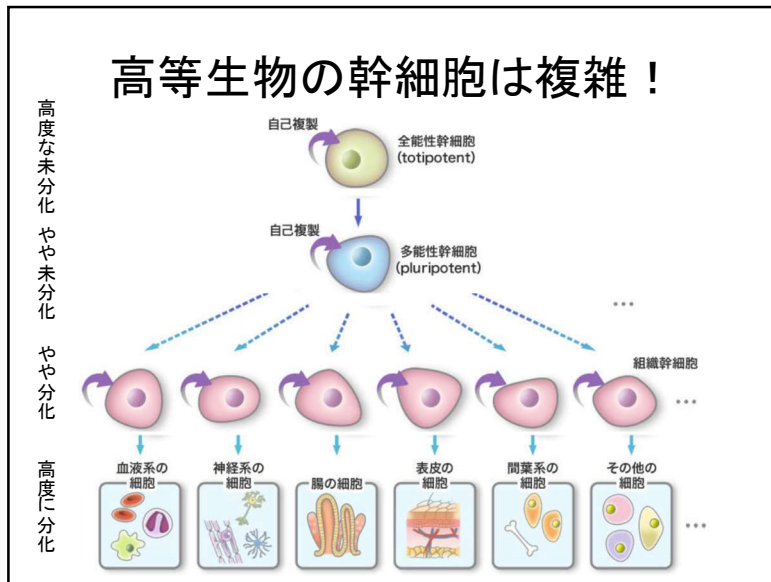 高等生物の幹細胞は複雑！
高度な未分化
やや未分化
やや分化
高度に分化
自己複製
全能性幹細胞
(totipotent)
自己複製
多能性幹細胞
(pluripotent)
…
組織幹細胞
…
血液系の
細胞
神経系の
細胞
腸の細胞
表皮の
細胞
間葉系の
細胞
その他の
細胞
…